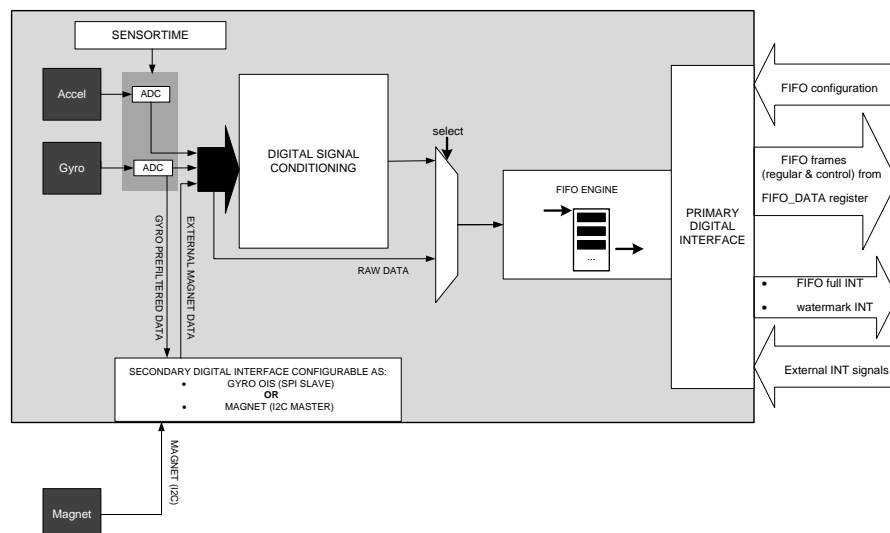 SENSORTIME
Accel
ADC
Gyro
ADC
DIGITAL SIGNAL
CONDITIONING
select
RAW DATA
FIFO ENGINE
...
PRIMARY
DIGITAL
INTERFACE
FIFO configuration
FIFO frames
(regular & control) from
FIFO_DATA register
• FIFO full INT
• watermark INT
External INT signals
GYRO PREFILTERED DATA
EXTERNAL MAGNET DATA
SECONDARY DIGITAL INTERFACE CONFIGURABLE AS:
• GYRO OIS (SPI SLAVE)
OR
• MAGNET (I2C MASTER)
MAGNET (I2C)
Magnet